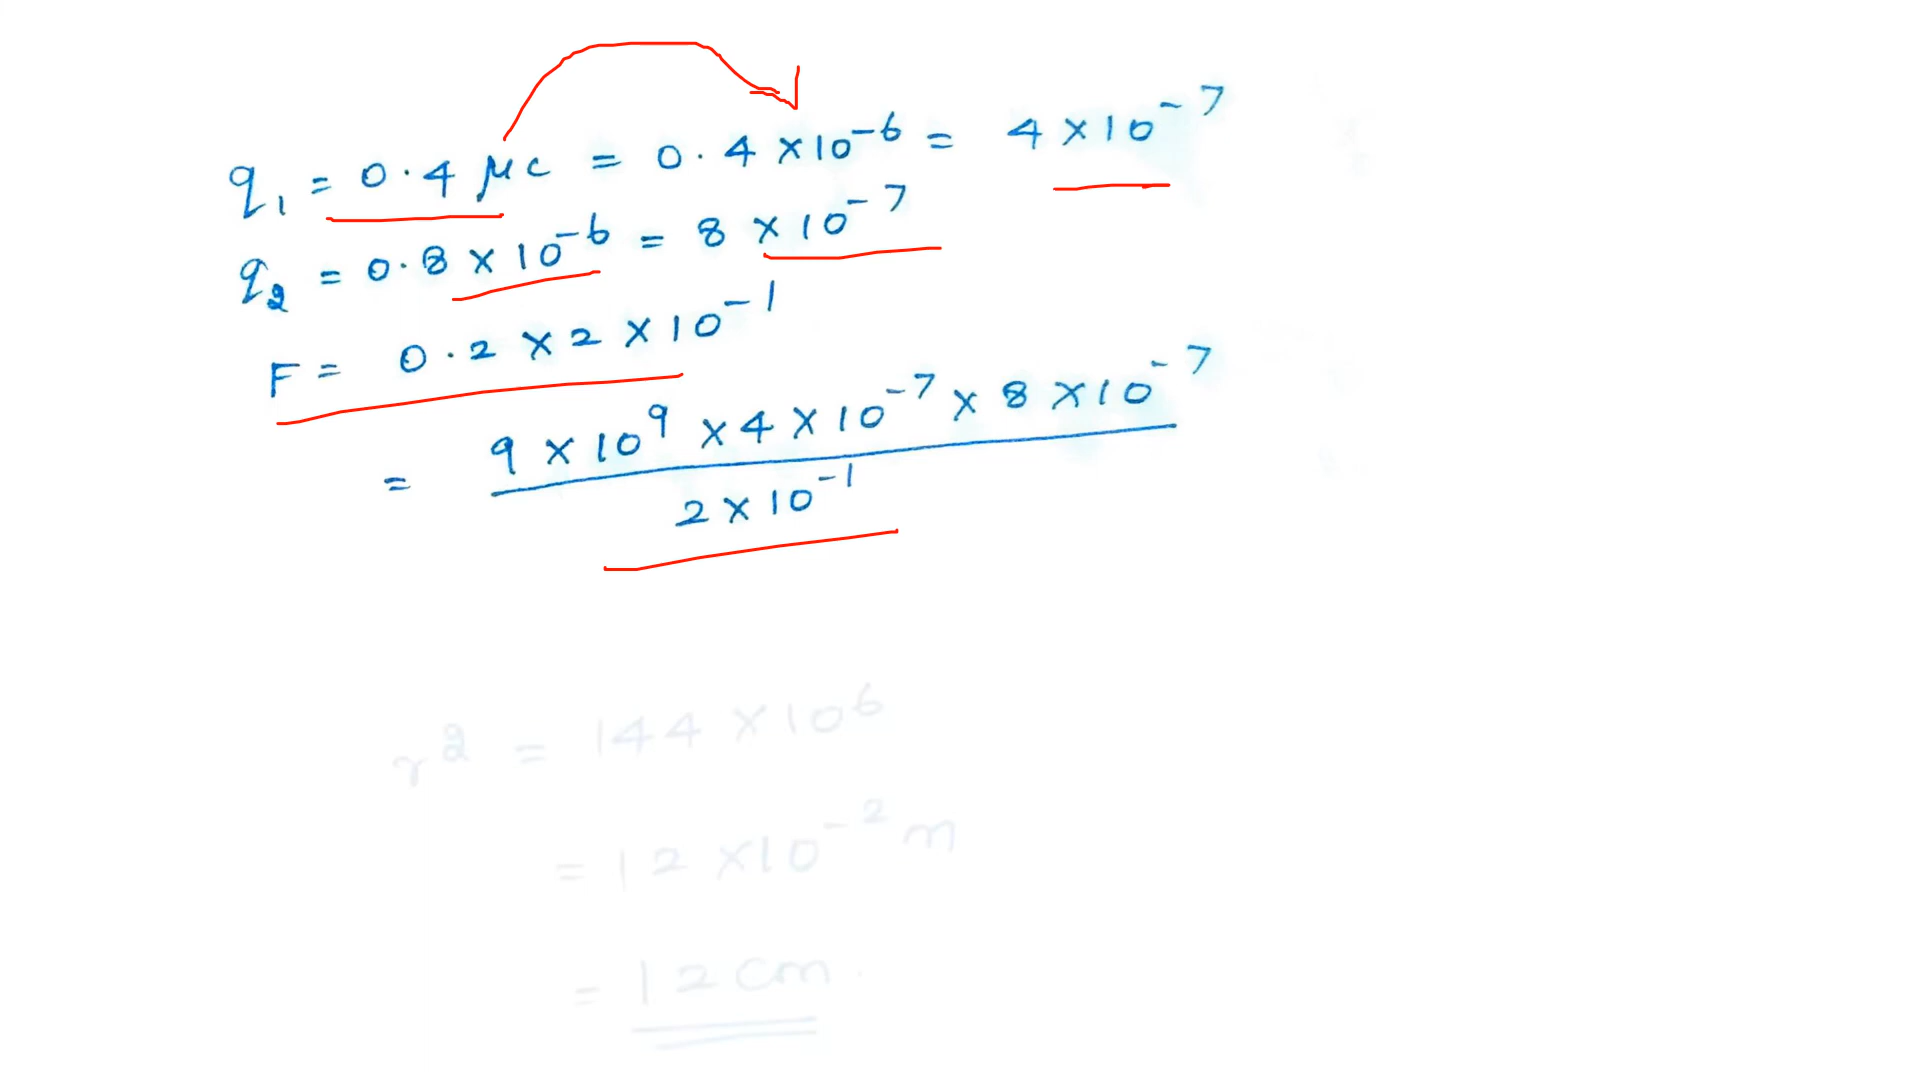 q₁ = 0.4 μc = 0.4 × 10⁻⁶ = 4 × 10⁻⁷
q₂ = 0.8 × 10⁻⁶ = 8 × 10⁻⁷
F = 0.2 × 2 × 10⁻¹
= 9 × 10⁹ × 4 × 10⁻⁷ × 8 × 10⁻⁷
2 × 10⁻¹
r² = 144 × 10⁶
= 12 × 10⁻² m
= 12 cm.